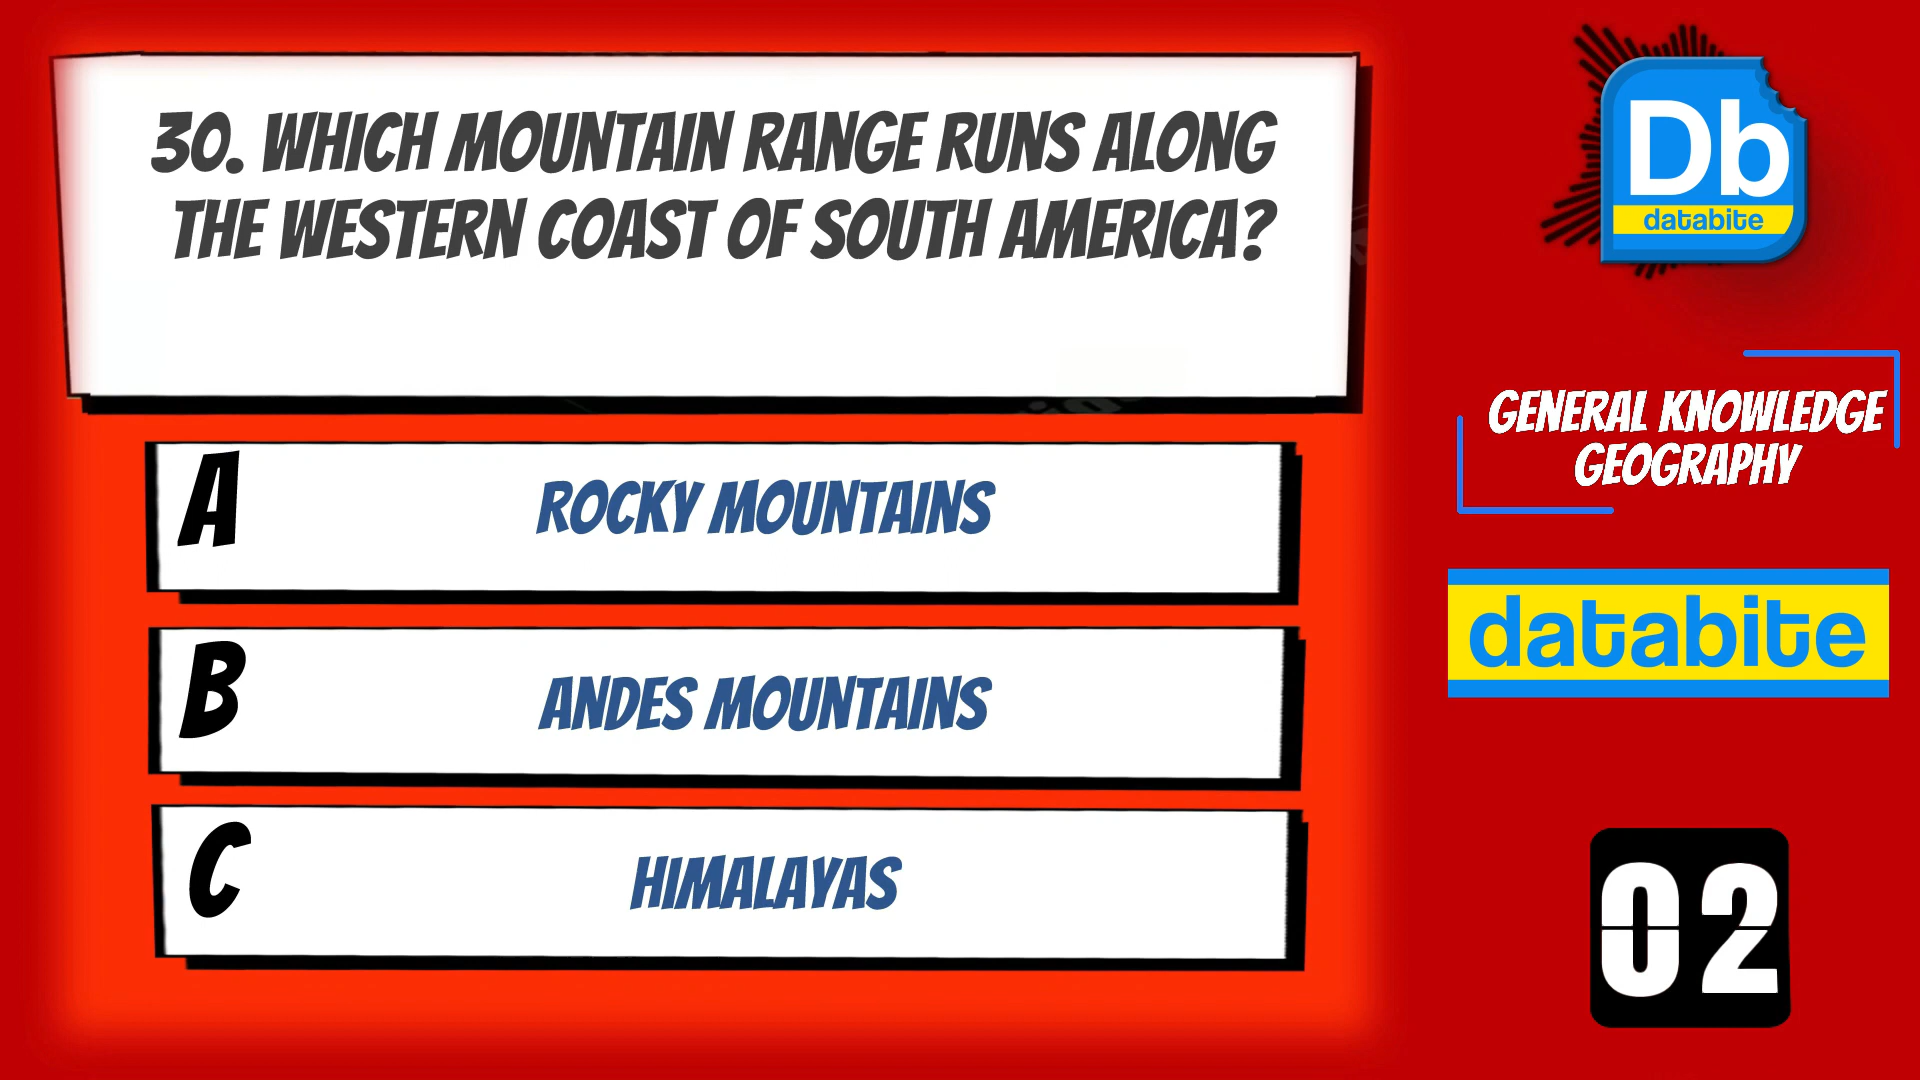 30. WHICH MOUNTAIN RANGE RUNS ALONG
THE WESTERN COAST OF SOUTH AMERICA?
A
ROCKY MOUNTAINS
B
ANDES MOUNTAINS
C
HIMALAYAS
Db
databite
GENERAL KNOWLEDGE
GEOGRAPHY
databite
02